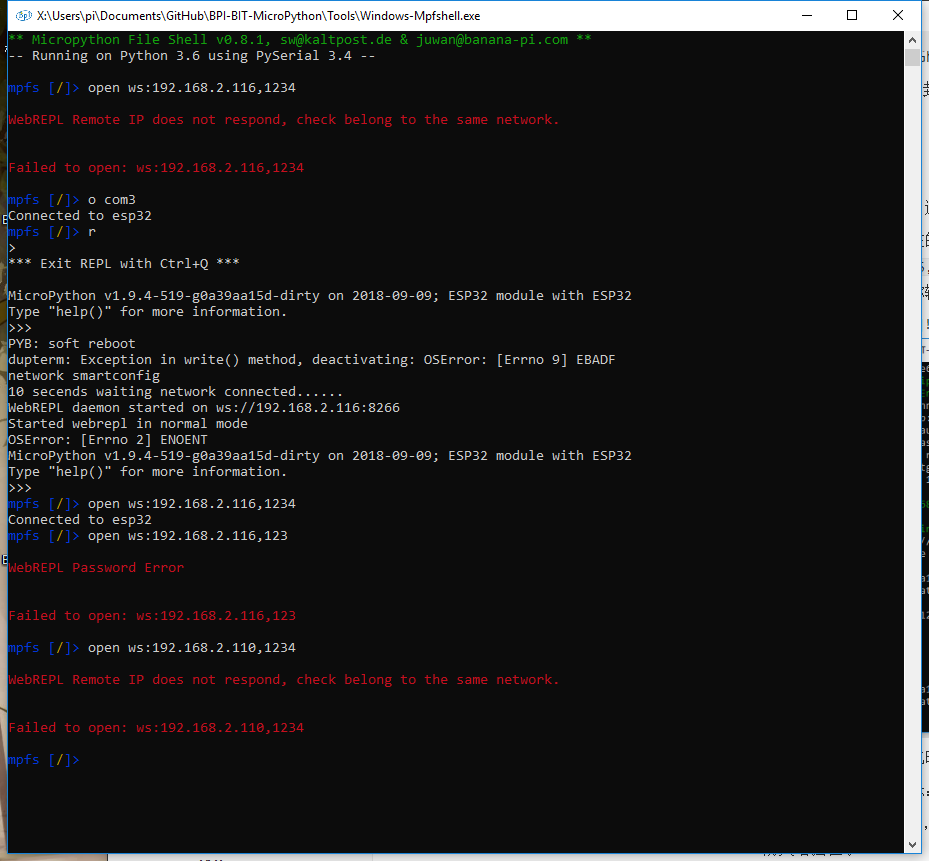 X:\Users\pi\Documents\GitHub\BPI-BIT-MicroPython\Tools\Windows-Mpfshell.exe
** Micropython File Shell v0.8.1, sw@kaltpost.de & juwan@banana-pi.com **
-- Running on Python 3.6 using PySerial 3.4 --
mpfs [/]> open ws:192.168.2.116,1234
WebREPL Remote IP does not respond, check belong to the same network.
Failed to open: ws:192.168.2.116,1234
mpfs [/]> o com3
Connected to esp32
mpfs [/]> r
>
*** Exit REPL with Ctrl+Q ***
MicroPython v1.9.4-519-g0a39aa15d-dirty on 2018-09-09; ESP32 module with ESP32
Type "help()" for more information.
>>>
PYB: soft reboot
dupterm: Exception in write() method, deactivating: OSError: [Errno 9] EBADF
network smartconfig
10 secends waiting network connected......
WebREPL daemon started on ws://192.168.2.116:8266
Started webrepl in normal mode
OSError: [Errno 2] ENOENT
MicroPython v1.9.4-519-g0a39aa15d-dirty on 2018-09-09; ESP32 module with ESP32
Type "help()" for more information.
>>>
mpfs [/]> open ws:192.168.2.116,1234
Connected to esp32
mpfs [/]> open ws:192.168.2.116,123
WebREPL Password Error
Failed to open: ws:192.168.2.116,123
mpfs [/]> open ws:192.168.2.110,1234
WebREPL Remote IP does not respond, check belong to the same network.
Failed to open: ws:192.168.2.110,1234
mpfs [/]>